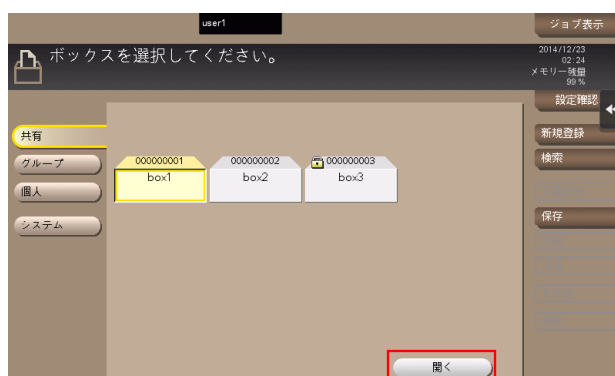 user1
ジョブ表示
ボックスを選択してください。
2014/12/23
02:24
メモリー残量
99 %
設定確認
共有
グループ
個人
システム
000000001
box1
000000002
box2
000000003
box3
新規登録
検索
保存
開く